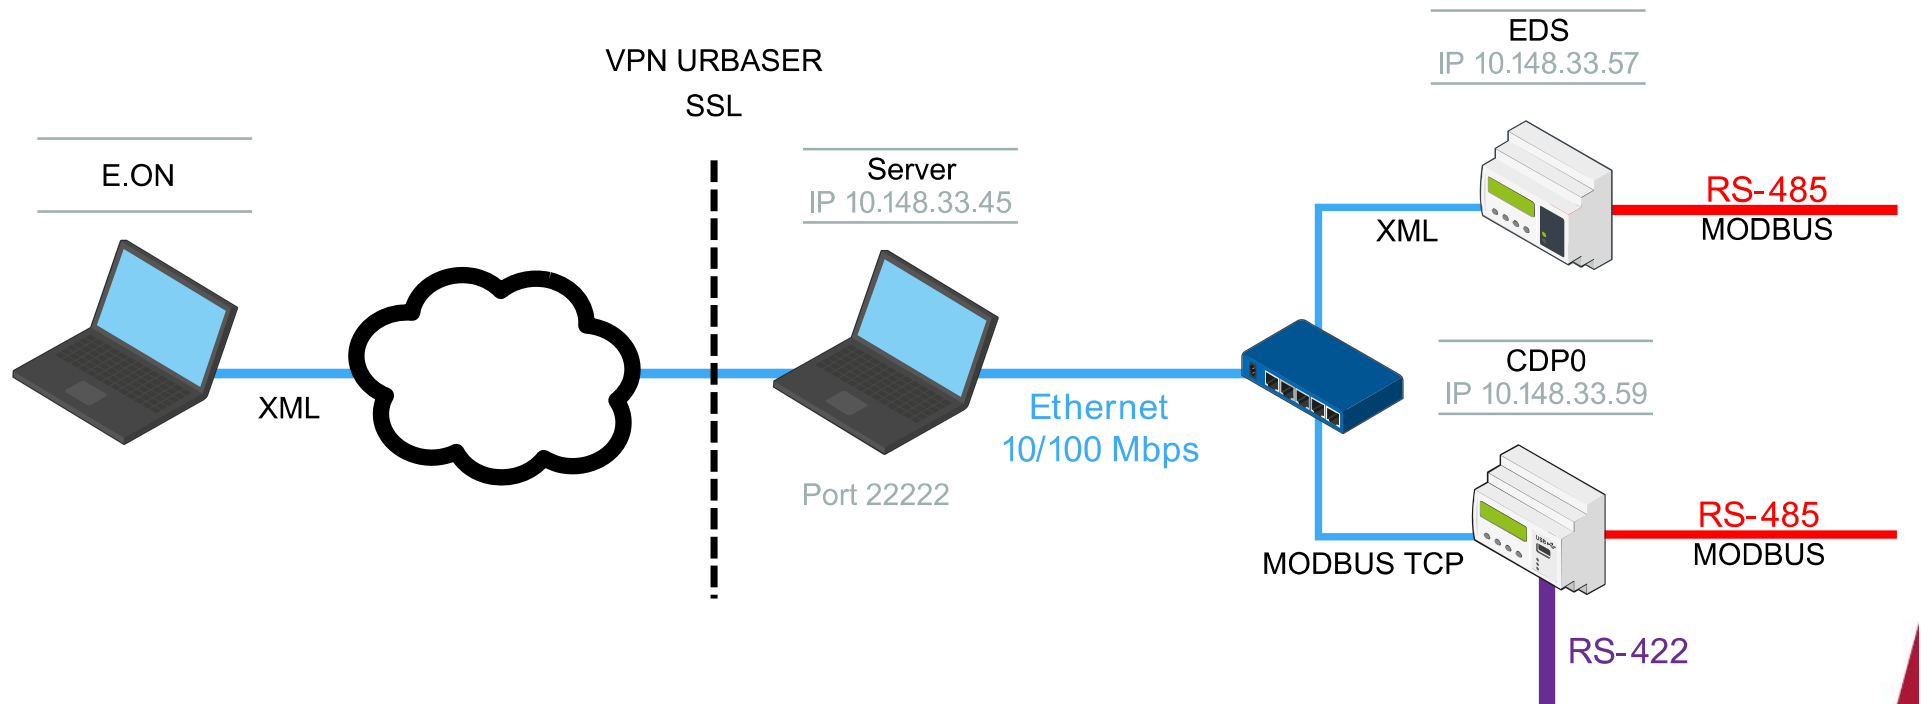 VPN URBASER
SSL
E.ON
XML
Server
IP 10.148.33.45
Port 22222
Ethernet
10/100 Mbps
EDS
IP 10.148.33.57
XML
RS-485
MODBUS
CDP0
IP 10.148.33.59
MODBUS TCP
USB
RS-485
MODBUS
RS-422